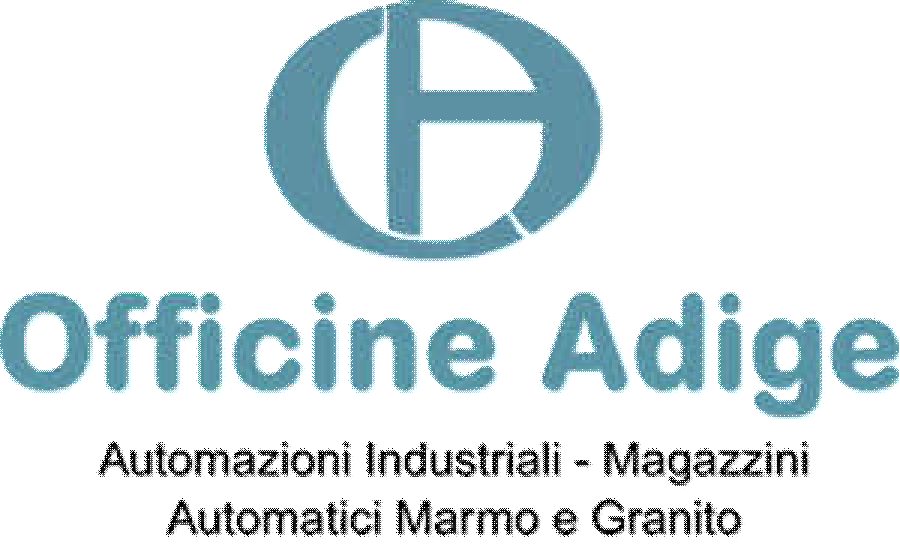 Officine Adige
Automazioni Industriali - Magazzini
Automatici Marmo e Granito